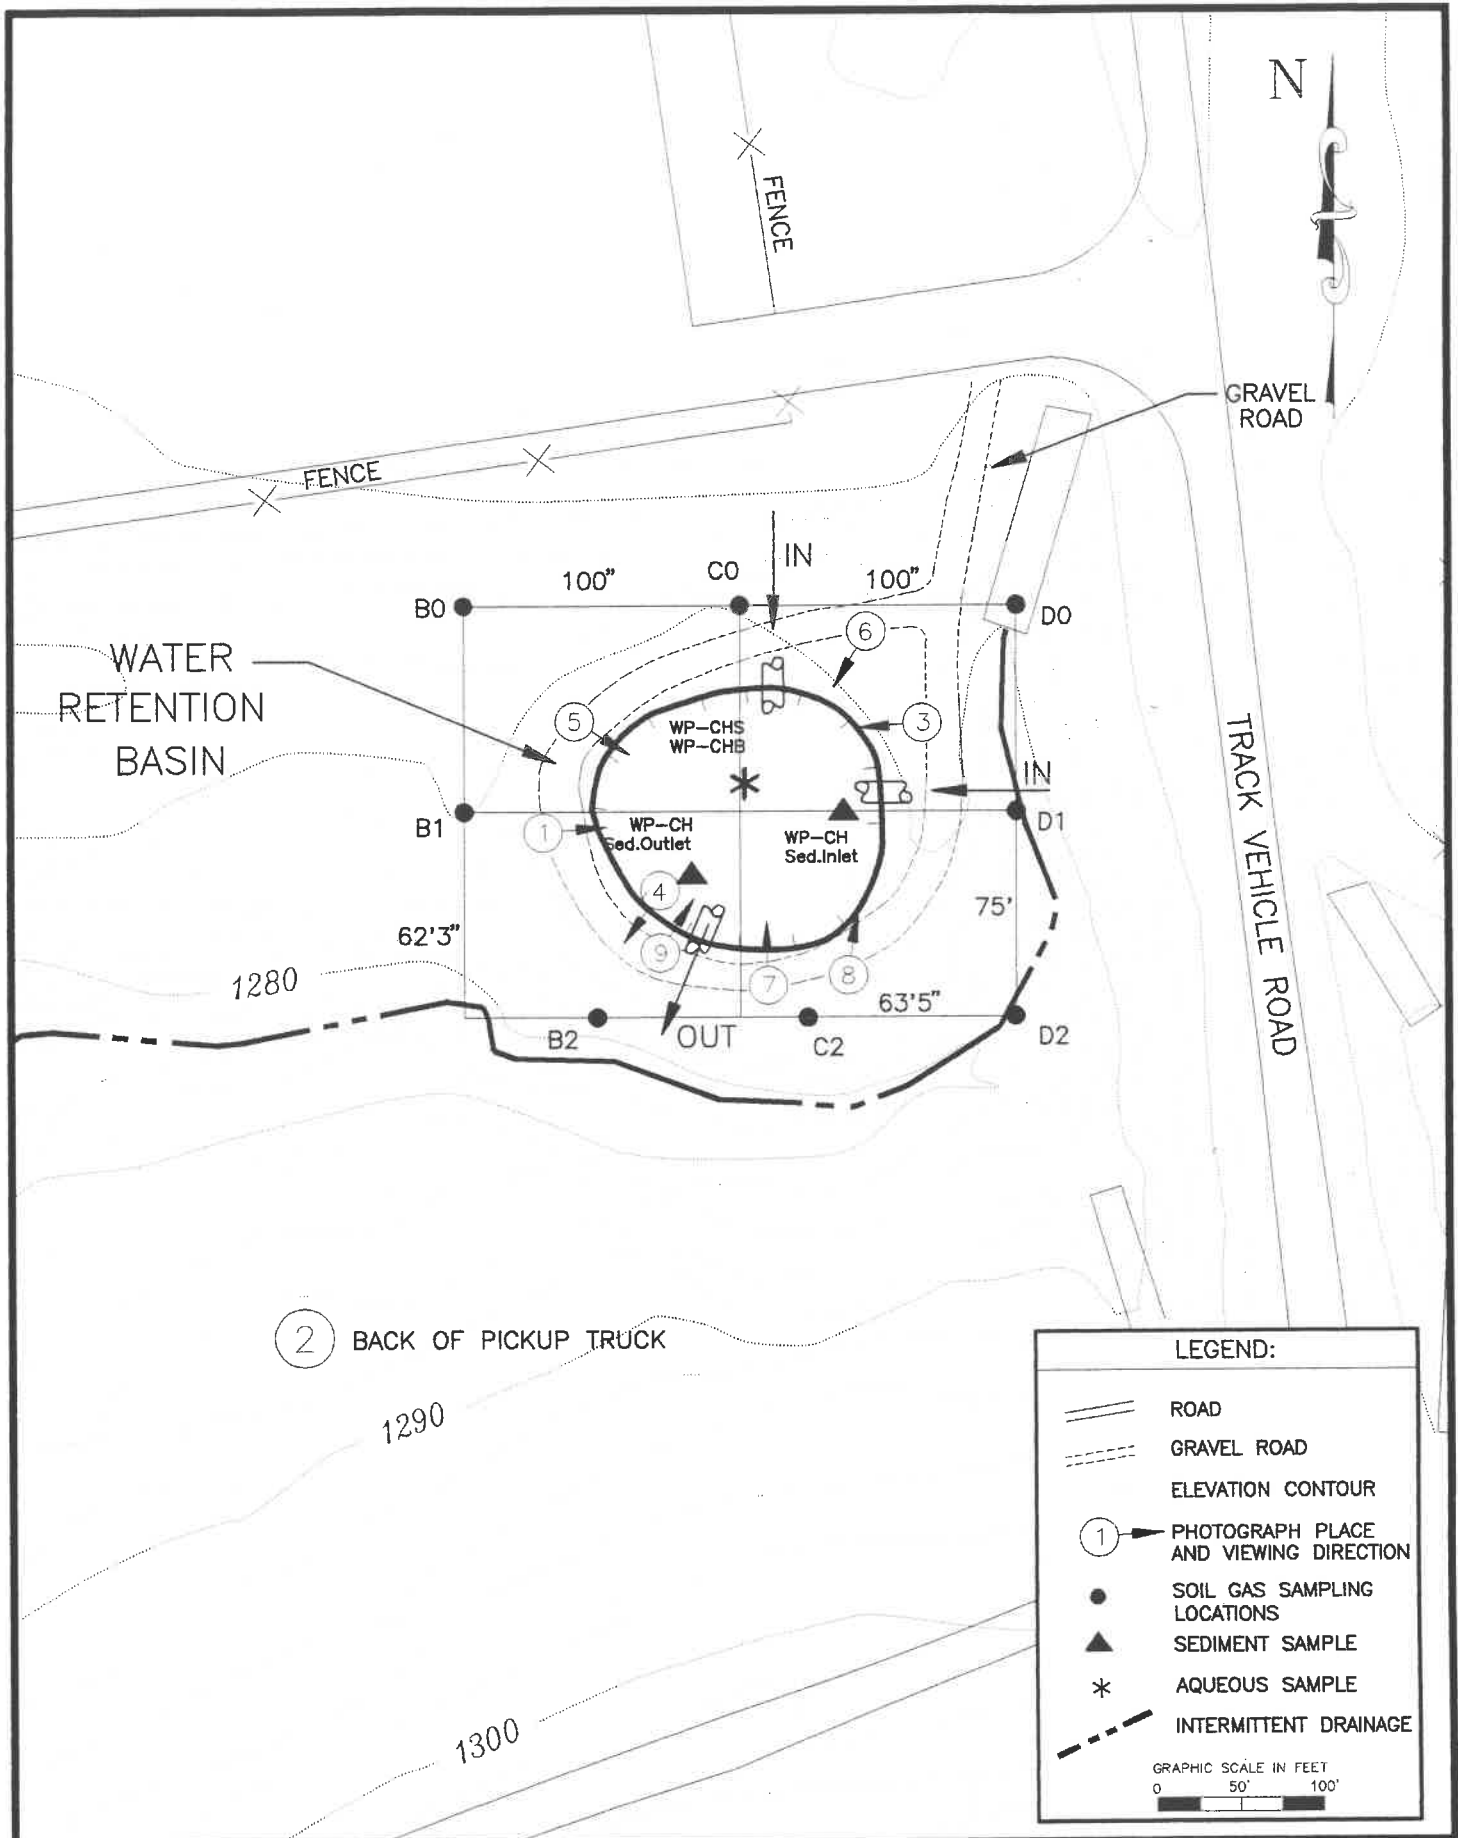 N
FENCE
GRAVEL
ROAD
FENCE
IN
100" C0 100"
B0 D0
WATER
RETENTION
BASIN
6
5
3
WP-CHS
WP-CHB
IN
B1 D1
1
WP-CH
Sed.Outlet
WP-CH
Sed.Inlet
TRACK VEHICLE ROAD
4
75'
62'3"
9
7
8
1280
63'5"
B2 OUT C2 D2
2 BACK OF PICKUP TRUCK
1290
1300
LEGEND:
ROAD
GRAVEL ROAD
ELEVATION CONTOUR
1 PHOTOGRAPH PLACE
AND VIEWING DIRECTION
SOIL GAS SAMPLING
LOCATIONS
SEDIMENT SAMPLE
AQUEOUS SAMPLE
INTERMITTENT DRAINAGE
GRAPHIC SCALE IN FEET
0 50' 100'